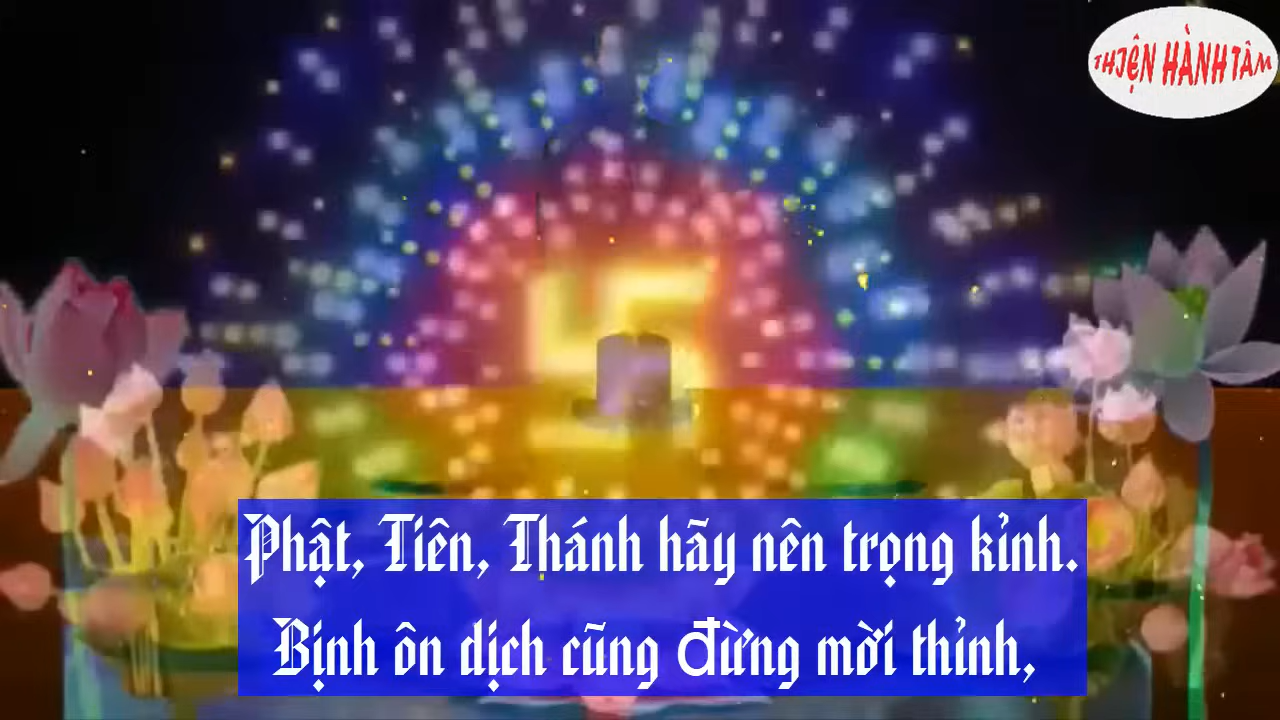 THIỆN HÀNH TÂM
Phật, Tiên, Thánh hãy nên trọng kỉnh.
Bịnh ôn dịch cũng đừng mời thỉnh,